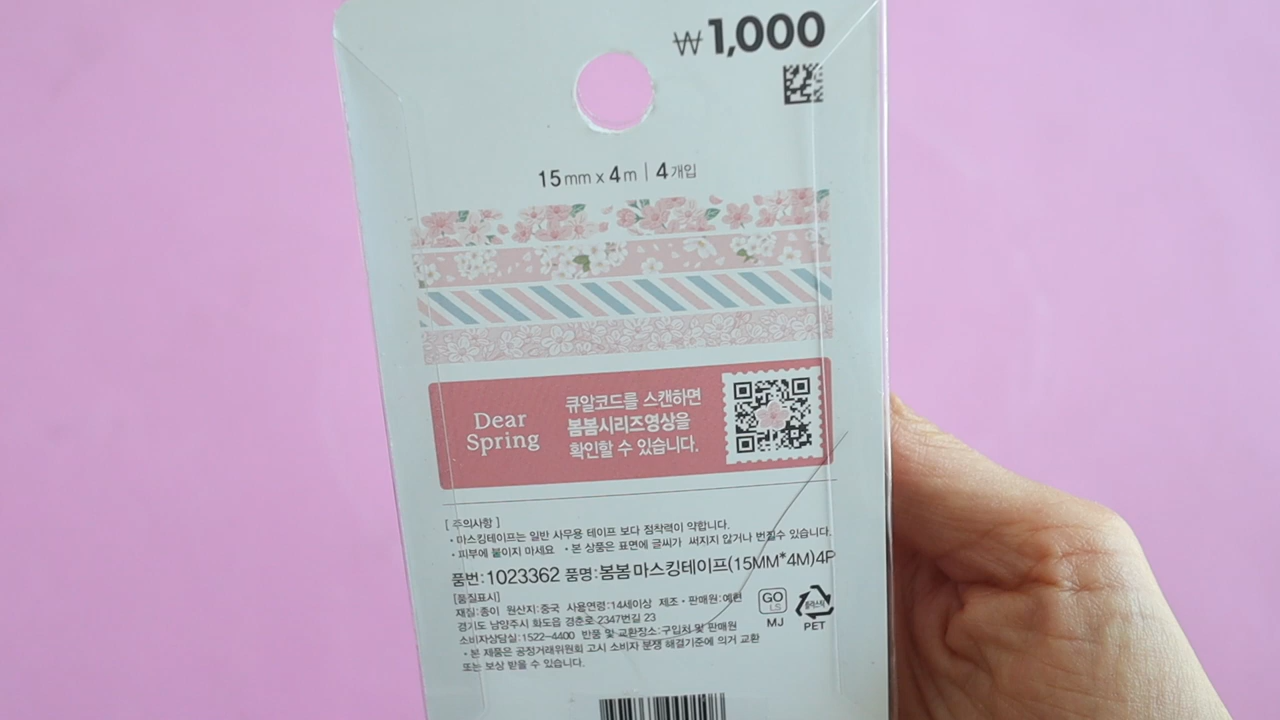 ₩1,000
15mm x 4m | 4개입
Dear
Spring
큐알코드를 스캔하면
봄봄시리즈영상을
확인할 수 있습니다.
[ 주의사항 ]
• 마스킹테이프는 일반 사무용 테이프 보다 점착력이 약합니다.
• 피부에 붙이지 마세요 • 본 상품은 표면에 글씨가 써지지 않거나 번질수 있습니다.
품번:1023362 품명:봄봄마스킹테이프(15MM*4M)4P
[품질표시]
재질:종이 원산지:중국 사용연령:14세이상 제조・판매원:예린
경기도 남양주시 화도읍 경춘로 2347번길 23
소비자상담실:1522-4400 반품 및 교환장소:구입처 및 판매원
• 본 제품은 공정거래위원회 고시 소비자 분쟁 해결기준에 의거 교환
또는 보상 받을 수 있습니다.
GO
LS
MJ
플라스틱
PET